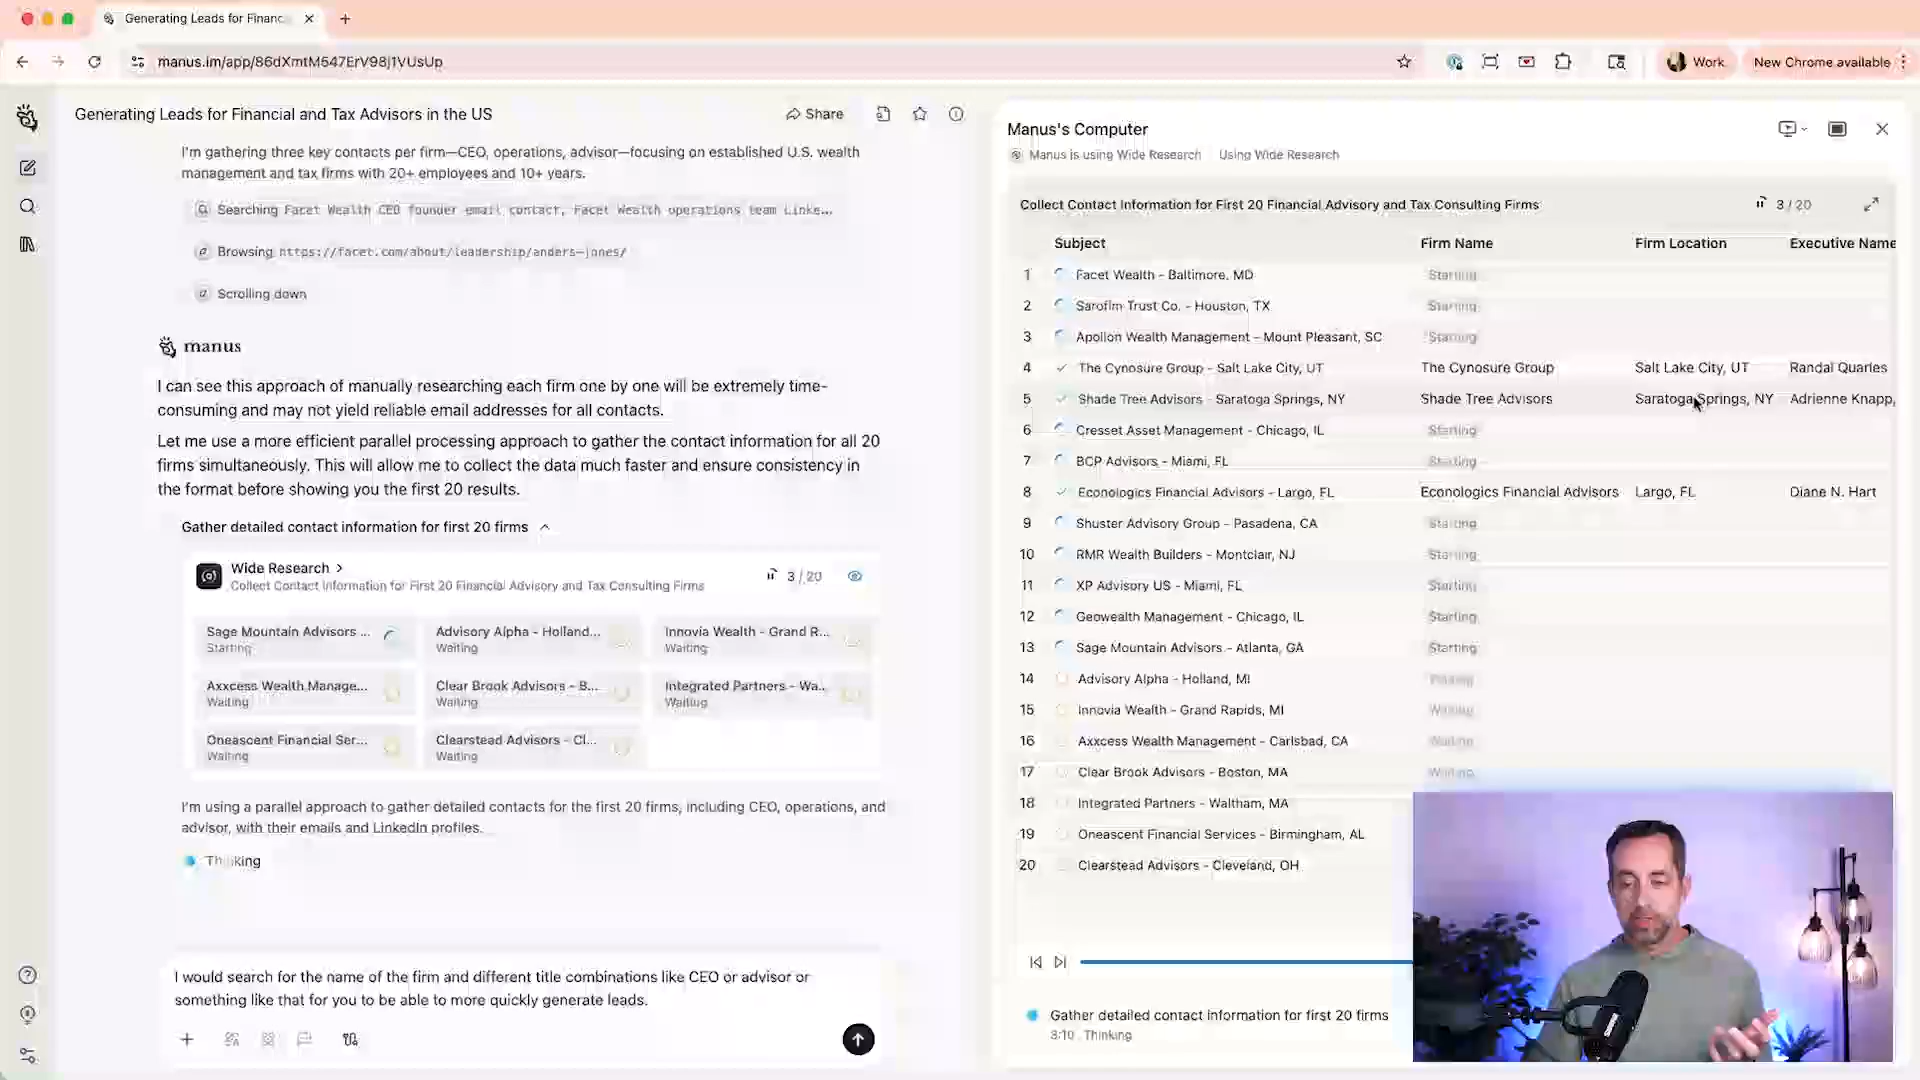 Generating Leads for Financ
manus.im/app/86dXmtM547ErV98j1VUsUp
Work
New Chrome available
Generating Leads for Financial and Tax Advisors in the US
Share
I'm gathering three key contacts per firm—CEO, operations, advisor—focusing on established U.S. wealth
management and tax firms with 20+ employees and 10+ years.
Searching Facet Wealth CEO founder email contact, Facet Wealth operations team Linke...
Browsing https://facet.com/about/leadership/anders-jones/
Scrolling down
manus
I can see this approach of manually researching each firm one by one will be extremely time-
consuming and may not yield reliable email addresses for all contacts.
Let me use a more efficient parallel processing approach to gather the contact information for all 20
firms simultaneously. This will allow me to collect the data much faster and ensure consistency in
the format before showing you the first 20 results.
Gather detailed contact information for first 20 firms
Wide Research
3 / 20
Collect Contact Information for First 20 Financial Advisory and Tax Consulting Firms
Sage Mountain Advisors ...
Starting
Advisory Alpha - Holland...
Waiting
Innovia Wealth - Grand R...
Waiting
Axxcess Wealth Manage...
Waiting
Clear Brook Advisors - B...
Waiting
Integrated Partners - Wa...
Waiting
Oneascent Financial Ser...
Waiting
Clearstead Advisors - Cl...
Waiting
I'm using a parallel approach to gather detailed contacts for the first 20 firms, including CEO, operations, and
advisor, with their emails and LinkedIn profiles.
Thinking
I would search for the name of the firm and different title combinations like CEO or advisor or
something like that for you to be able to more quickly generate leads.
Manus's Computer
Manus is using Wide Research Using Wide Research
Collect Contact Information for First 20 Financial Advisory and Tax Consulting Firms 3 / 20
Subject Firm Name Firm Location Executive Name
1 Facet Wealth - Baltimore, MD Starting
2 Sarofim Trust Co. - Houston, TX Starting
3 Apollon Wealth Management - Mount Pleasant, SC Starting
4 The Cynosure Group - Salt Lake City, UT The Cynosure Group Salt Lake City, UT Randal Quarles
5 Shade Tree Advisors - Saratoga Springs, NY Shade Tree Advisors Saratoga Springs, NY Adrienne Knapp,
6 Cresset Asset Management - Chicago, IL Starting
7 BCP Advisors - Miami, FL Starting
8 Econologics Financial Advisors - Largo, FL Econologics Financial Advisors Largo, FL Diane N. Hart
9 Shuster Advisory Group - Pasadena, CA Starting
10 RMR Wealth Builders - Montclair, NJ Starting
11 XP Advisory US - Miami, FL Starting
12 Geowealth Management - Chicago, IL Starting
13 Sage Mountain Advisors - Atlanta, GA Starting
14 Advisory Alpha - Holland, MI Waiting
15 Innovia Wealth - Grand Rapids, MI Waiting
16 Axxcess Wealth Management - Carlsbad, CA Waiting
17 Clear Brook Advisors - Boston, MA Waiting
18 Integrated Partners - Waltham, MA
19 Oneascent Financial Services - Birmingham, AL
20 Clearstead Advisors - Cleveland, OH
Gather detailed contact information for first 20 firms
3:10 Thinking